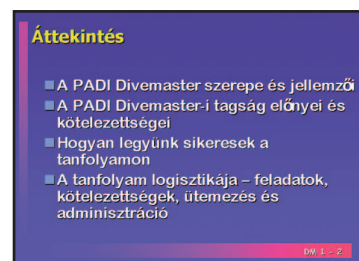 Áttekintés
A PADI Divemaster szerepe és jellemzői
A PADI Divemaster-i tagság előnyei és
kötelezettségei
Hogyan legyünk sikeresek a
tanfolyamon
A tanfolyam logisztikája – feladatok,
kötelezettségek, ütemezés és
adminisztráció
DM 1 - 2